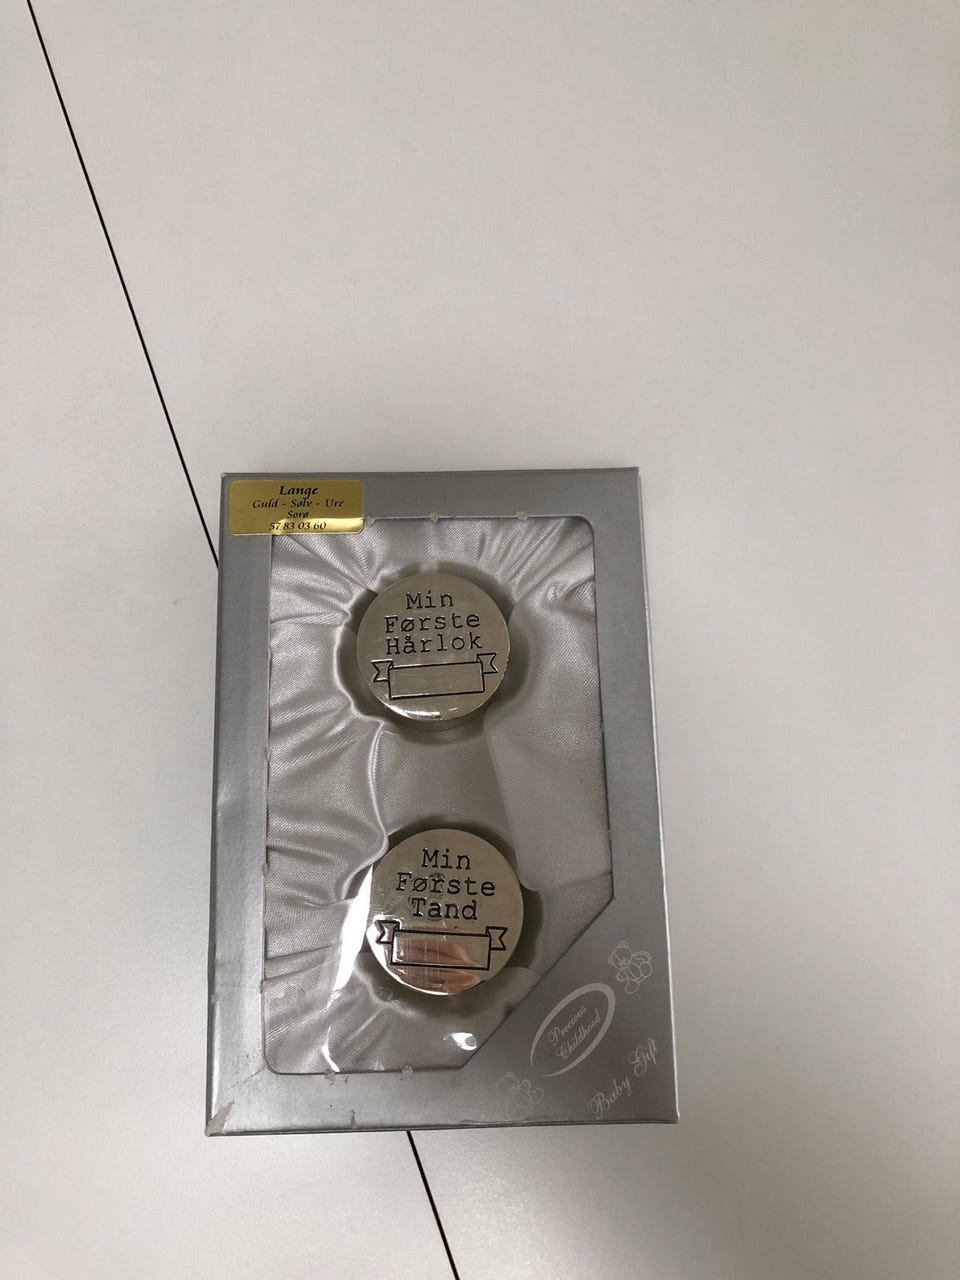 Lange
Guld - Sølv - Ure
Sorø
57 83 03 60
Min
Første
Hårlok
Min
Første
Tand
Precious
Childhood
Baby Gift